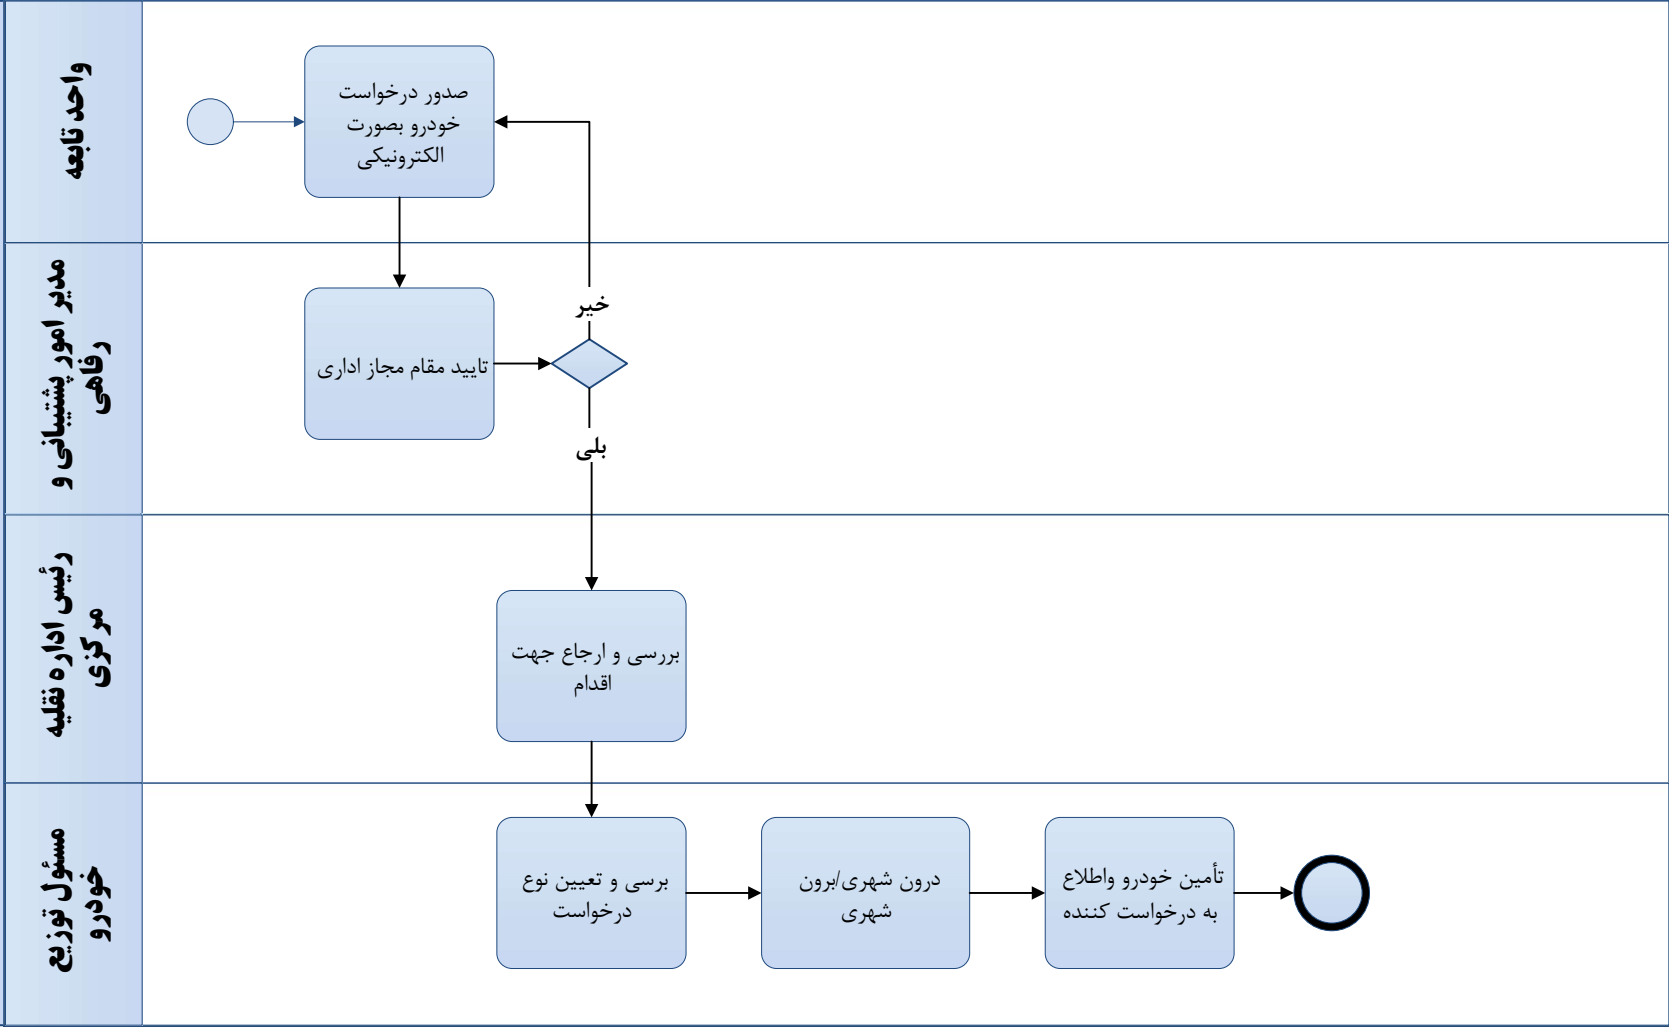 واحد تابعه
صدور درخواست
خودرو بصورت
الکترونیکی
مدیر امور پشتیبانی و
رفاهی
تایید مقام مجاز اداری
خیر
بلی
رئیس اداره نقلیه
مرکزی
بررسی و ارجاع جهت
اقدام
مسئول توزیع
خودرو
برسی و تعیین نوع
درخواست
درون شهری/برون
شهری
تأمین خودرو واطلاع
به درخواست کننده